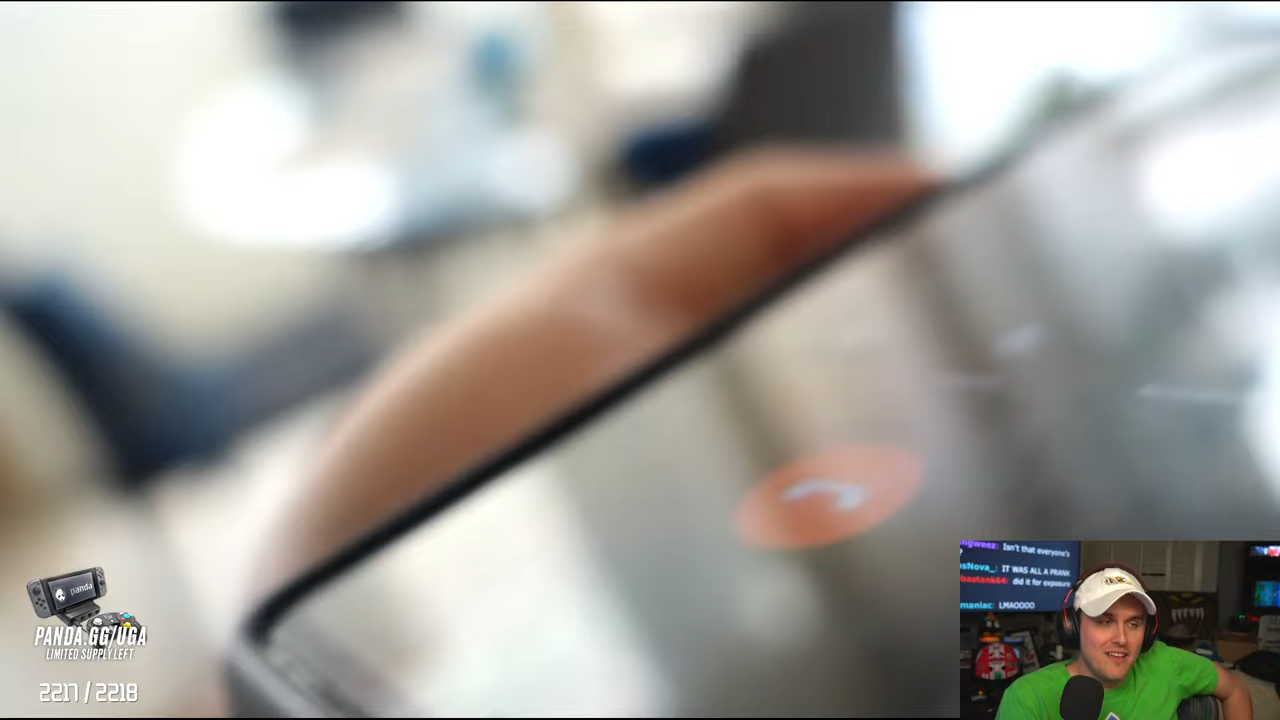 Isn't that everyone's
?
IT WAS ALL A PRANK
did it for exposure
maniac: LMAOOOO
panda
PANDA.GG/UGA
LIMITED SUPPLY LEFT
2217 / 2218